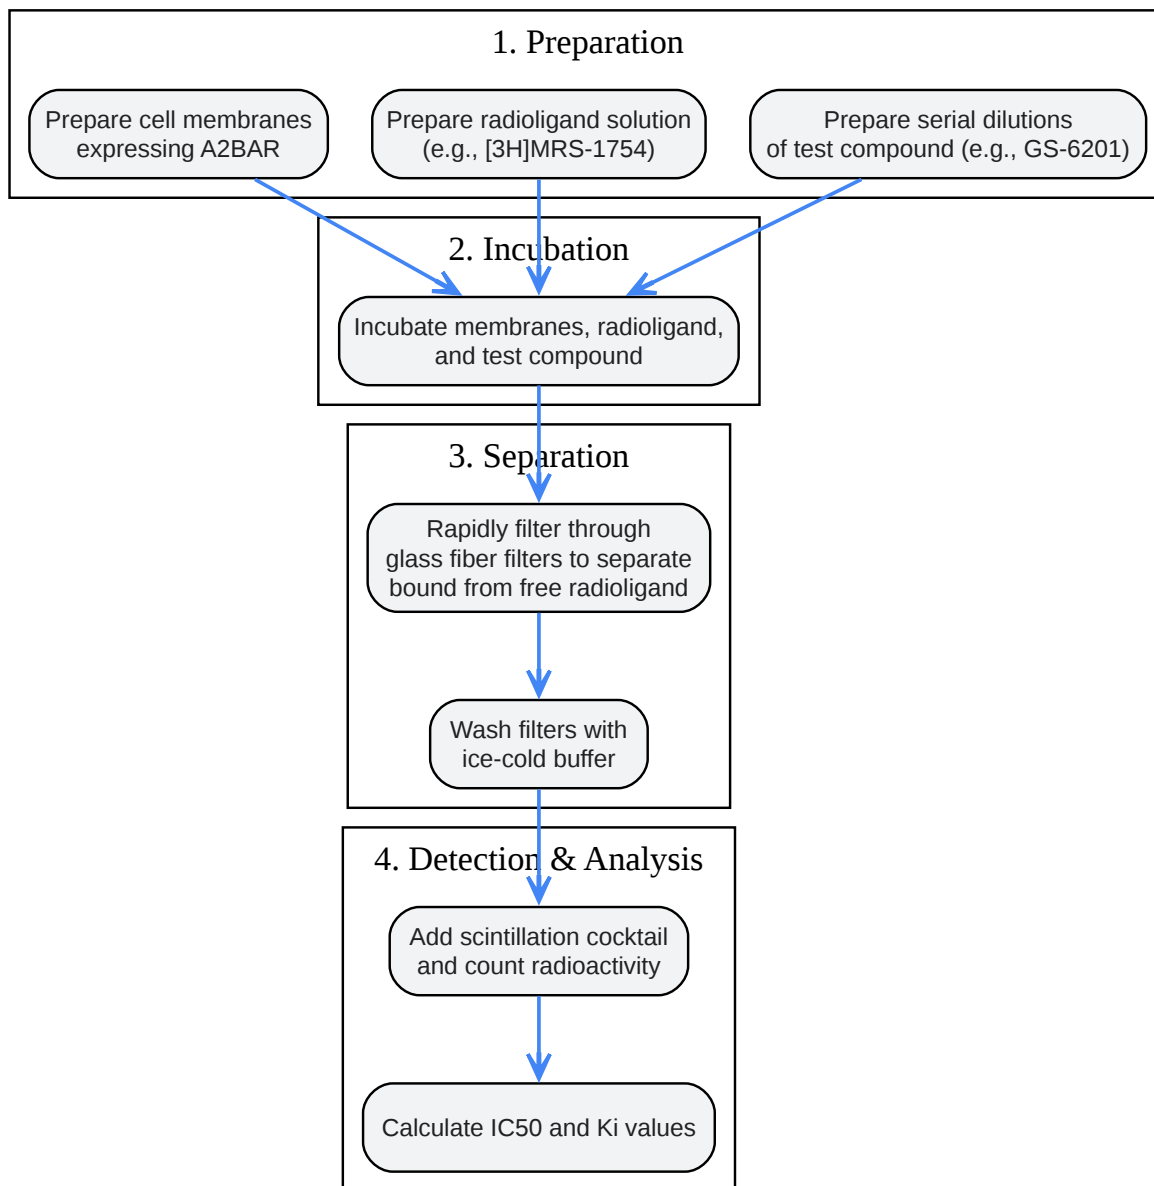 1. Preparation
Prepare cell membranes
expressing A2BAR
Prepare radioligand solution
(e.g., [3H]MRS-1754)
Prepare serial dilutions
of test compound (e.g., GS-6201)
2. Incubation
Incubate membranes, radioligand,
and test compound
3. Separation
Rapidly filter through
glass fiber filters to separate
bound from free radioligand
Wash filters with
ice-cold buffer
4. Detection & Analysis
Add scintillation cocktail
and count radioactivity
Calculate IC50 and Ki values